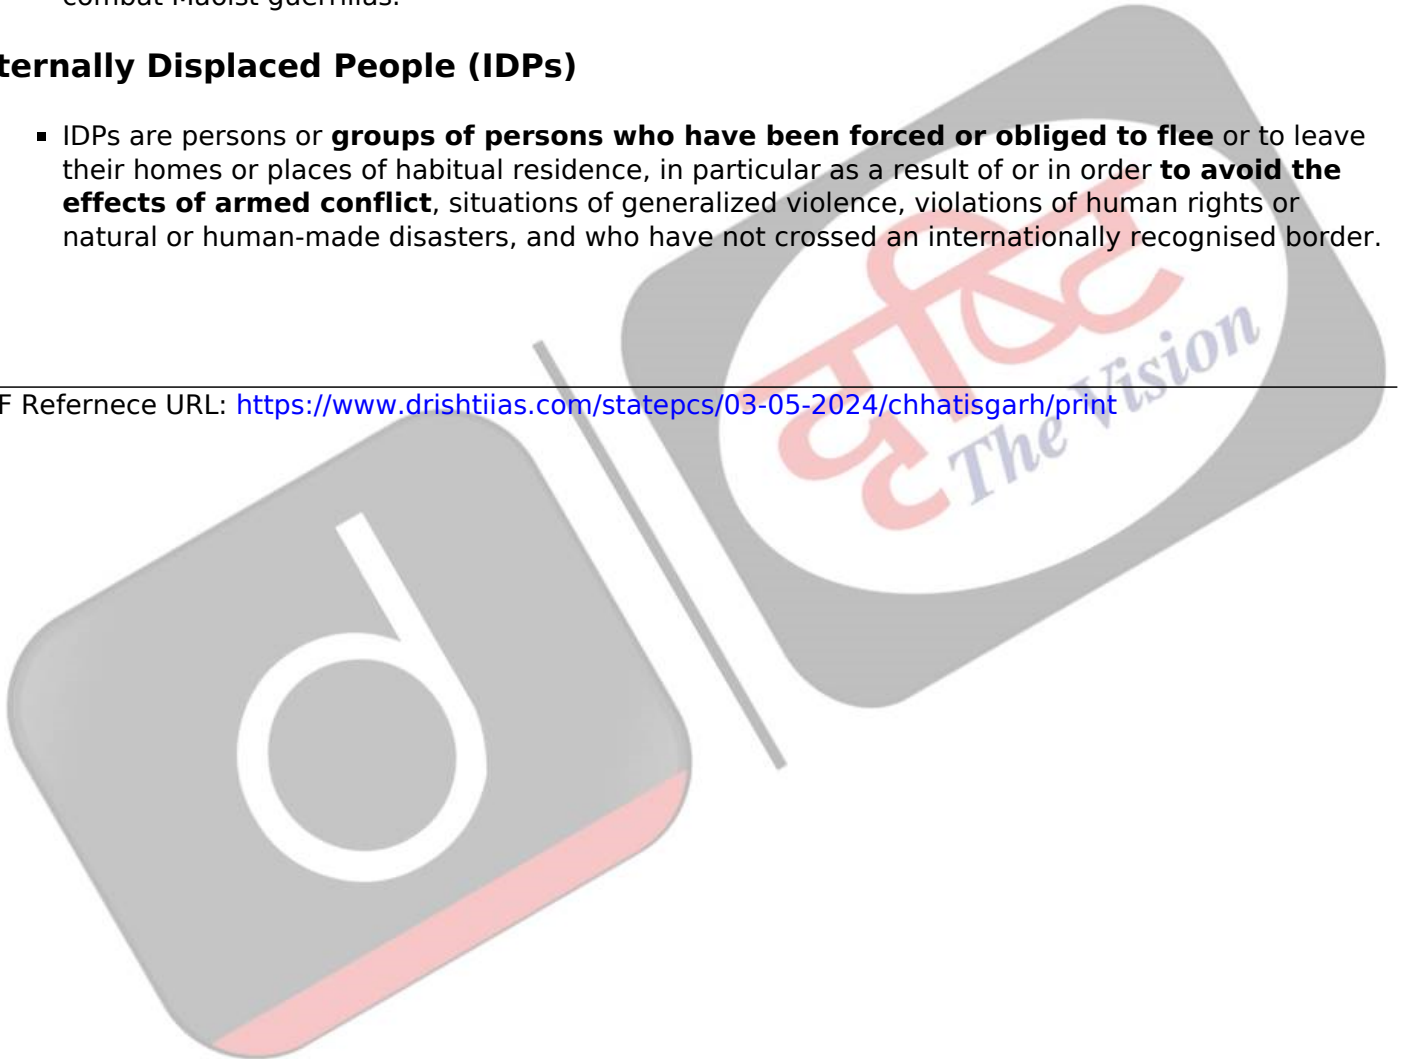 combat Maoist guerrillas.
ternally Displaced People (IDPs)
▪ IDPs are persons or groups of persons who have been forced or obliged to flee or to leave
their homes or places of habitual residence, in particular as a result of or in order to avoid the
effects of armed conflict, situations of generalized violence, violations of human rights or
natural or human-made disasters, and who have not crossed an internationally recognised border.
F Refernece URL: https://www.drishtiias.com/statepcs/03-05-2024/chhatisgarh/print
दृष्टि
The Vision
d